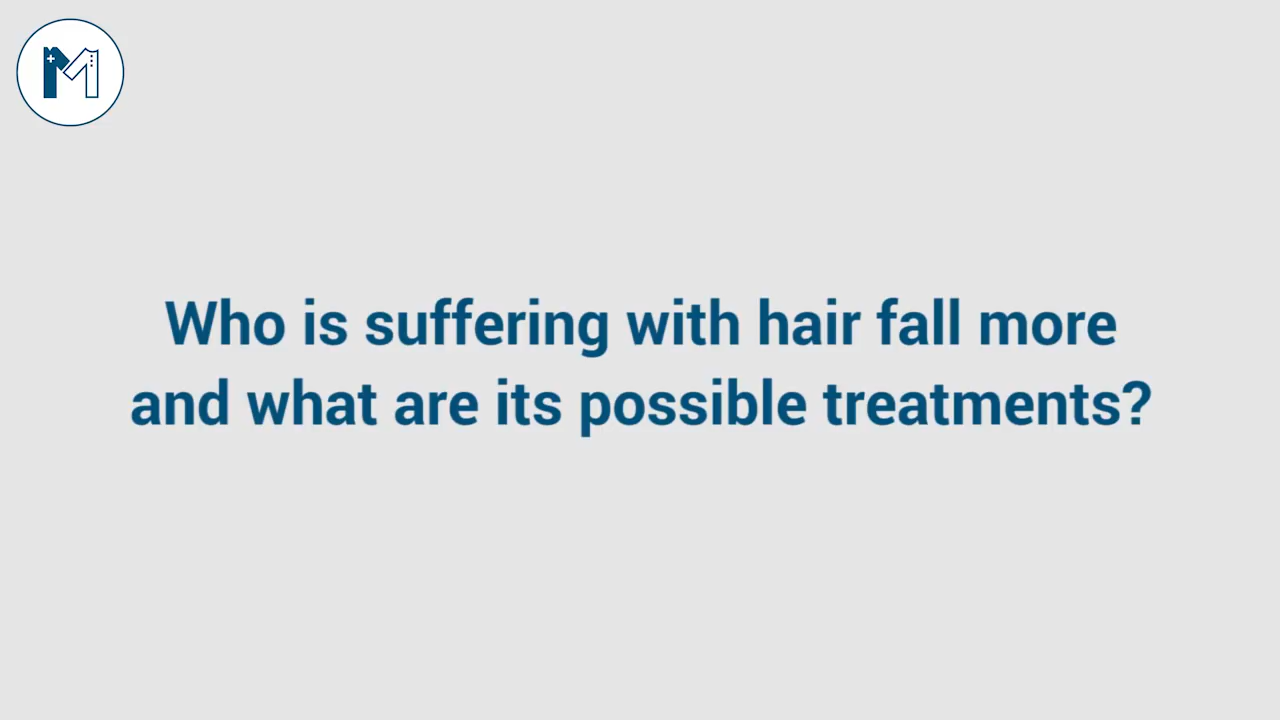 Who is suffering with hair fall more
and what are its possible treatments?